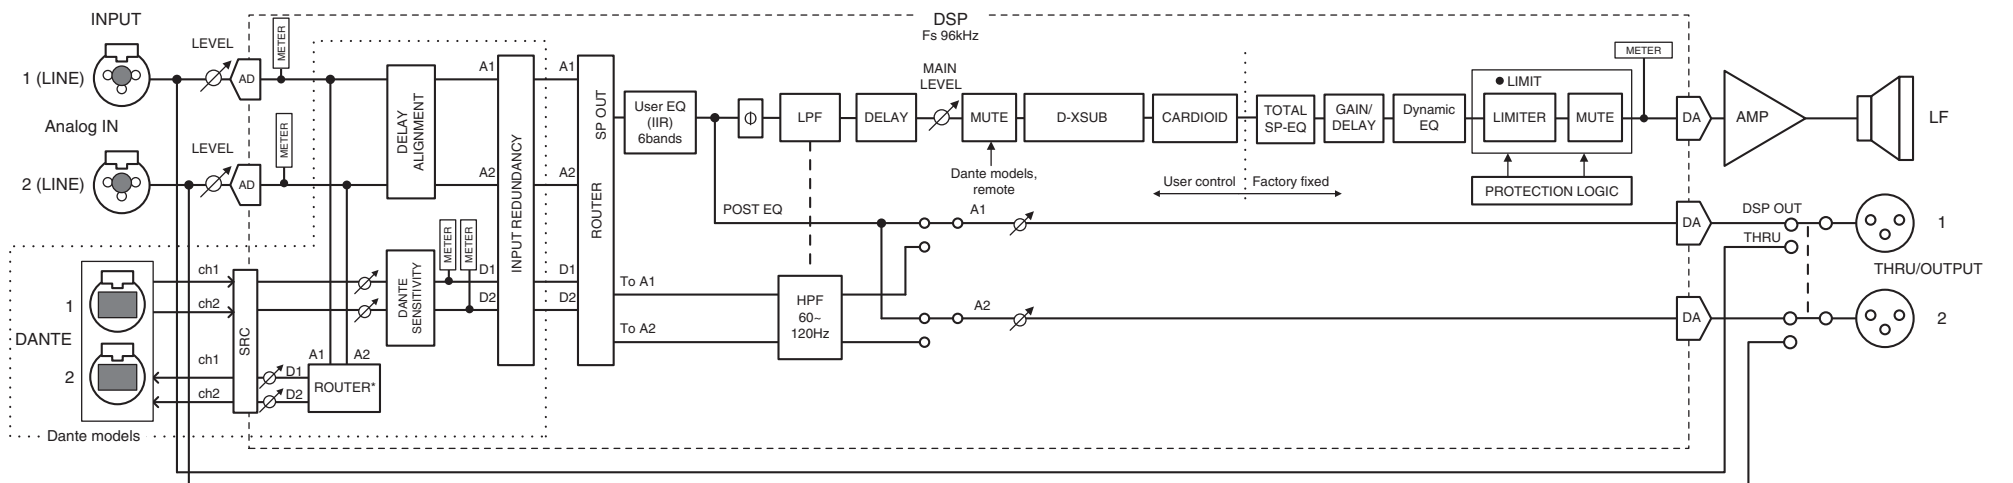 INPUT
DSP
Fs 96kHz
LEVEL
METER
METER
1 (LINE)
AD
A1
A1
MAIN
LEVEL
LIMIT
Analog IN
DELAY
ALIGNMENT
INPUT REDUNDANCY
SP OUT
ROUTER
User EQ
(IIR)
6bands
Φ
LPF
DELAY
MUTE
D-XSUB
CARDIOID
TOTAL
SP-EQ
GAIN/
DELAY
Dynamic
EQ
LIMITER
MUTE
DA
AMP
LF
METER
LEVEL
2 (LINE)
AD
A2
A2
Dante models,
remote
User control
Factory fixed
PROTECTION LOGIC
POST EQ
A1
DA
DSP OUT
THRU
1
METER
METER
ch1
D1
D1
THRU/OUTPUT
1
ch2
SRC
DANTE
SENSITIVITY
D2
D2
To A1
HPF
60~
120Hz
A2
DA
2
To A2
DANTE
A1
A2
2
ch1
D1
ROUTER*
ch2
D2
Dante models